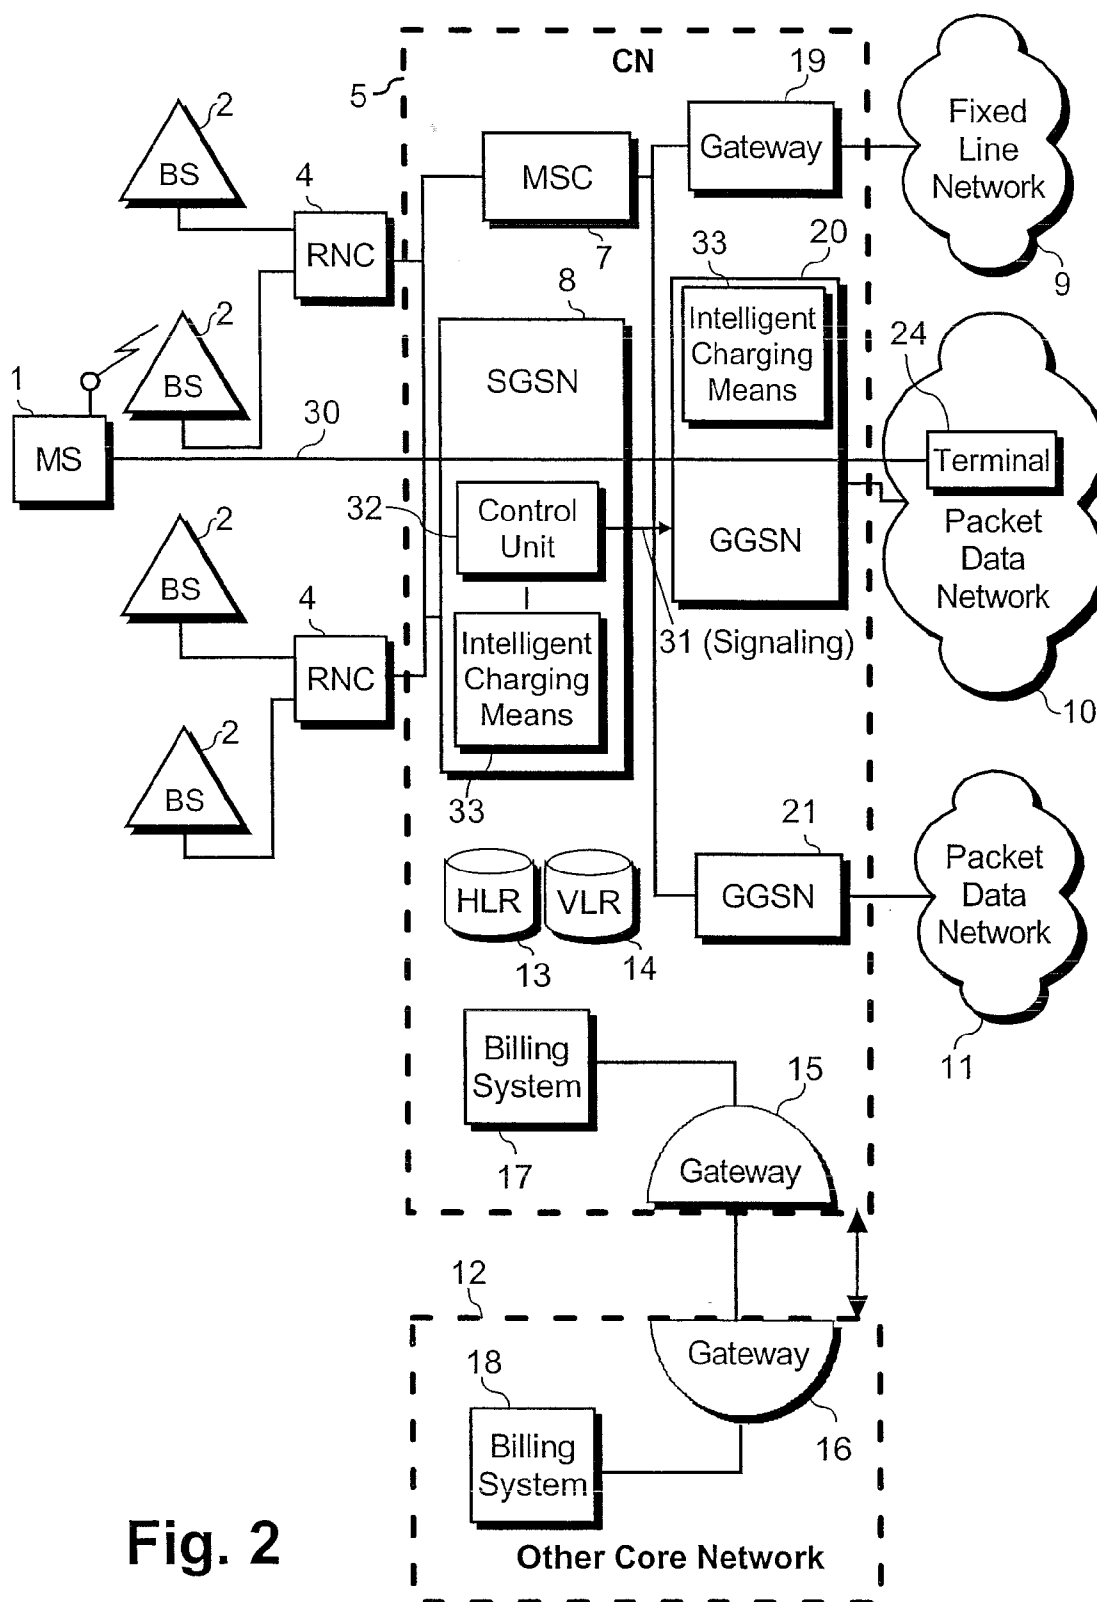 CN
5
19
2
BS
4
RNC
MSC
7
Gateway
Fixed
Line
Network
9
33
20
8
2
BS
SGSN
Intelligent
Charging
Means
24
1
MS
30
Terminal
32
Control
Unit
GGSN
Packet
Data
Network
10
2
BS
4
RNC
31 (Signaling)
Intelligent
Charging
Means
33
2
BS
21
GGSN
Packet
Data
Network
11
HLR
VLR
13
14
Billing
System
17
15
Gateway
12
Gateway
16
18
Billing
System
Other Core Network
Fig. 2